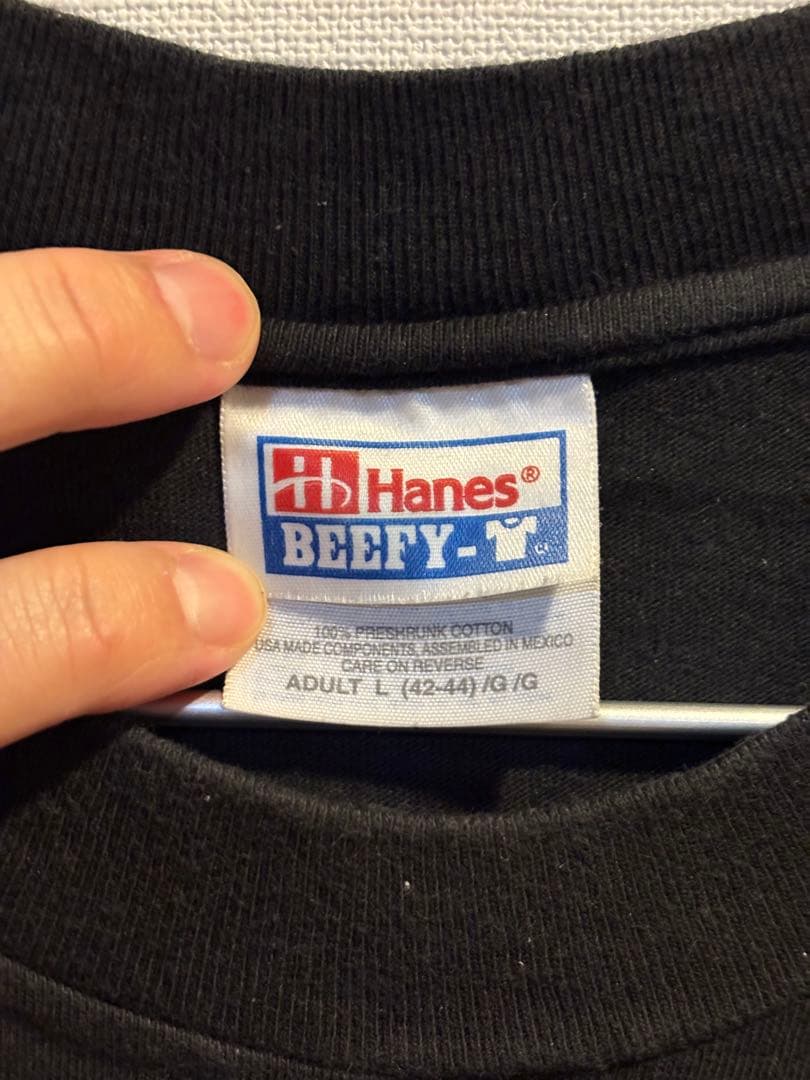 Hanes®
BEEFY-
100% PRESHRUNK COTTON
USA MADE COMPONENTS, ASSEMBLED IN MEXICO
CARE ON REVERSE
ADULT L (42-44) /G /G